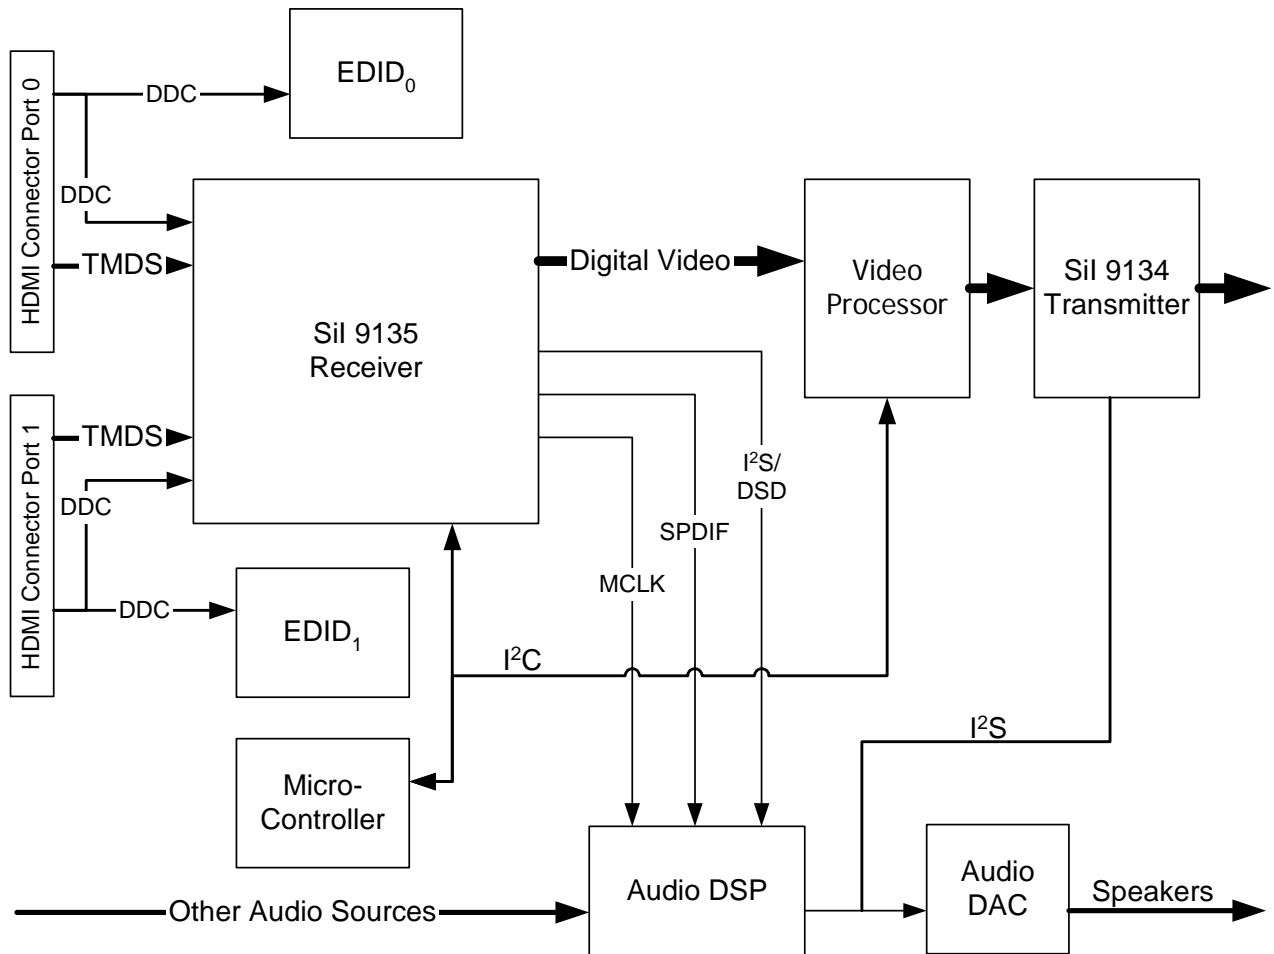 HDMI Connector Port 0
DDC
EDID0
DDC
TMDS
SiI 9135
Receiver
Digital Video
Video
Processor
SiI 9134
Transmitter
HDMI Connector Port 1
TMDS
DDC
DDC
EDID1
I²S/
DSD
SPDIF
MCLK
I²C
I²S
Micro-
Controller
Other Audio Sources
Audio DSP
Audio
DAC
Speakers